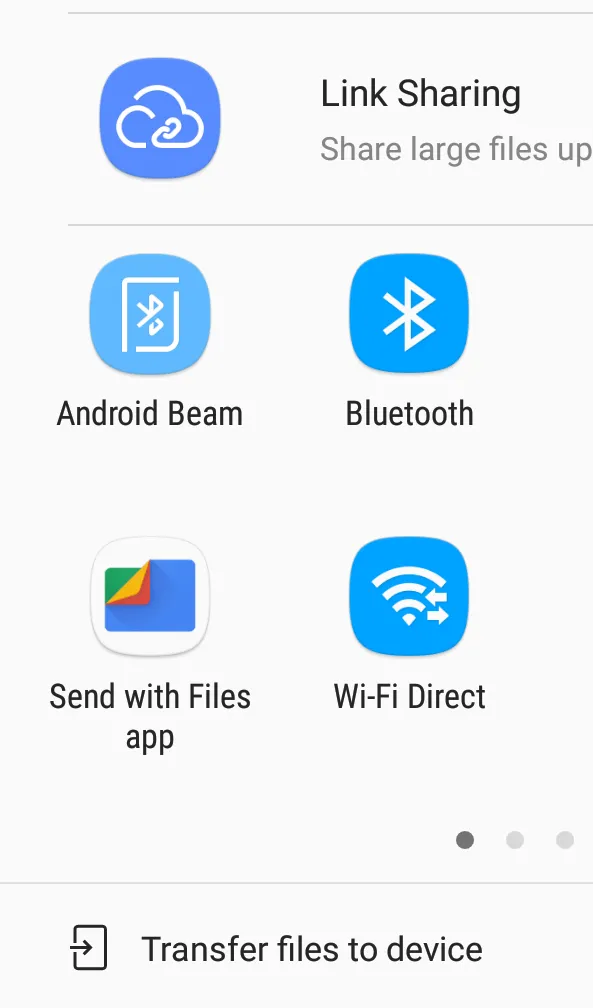 Link Sharing
Share large files up
Android Beam
Bluetooth
Send with Files
app
Wi-Fi Direct
Transfer files to device